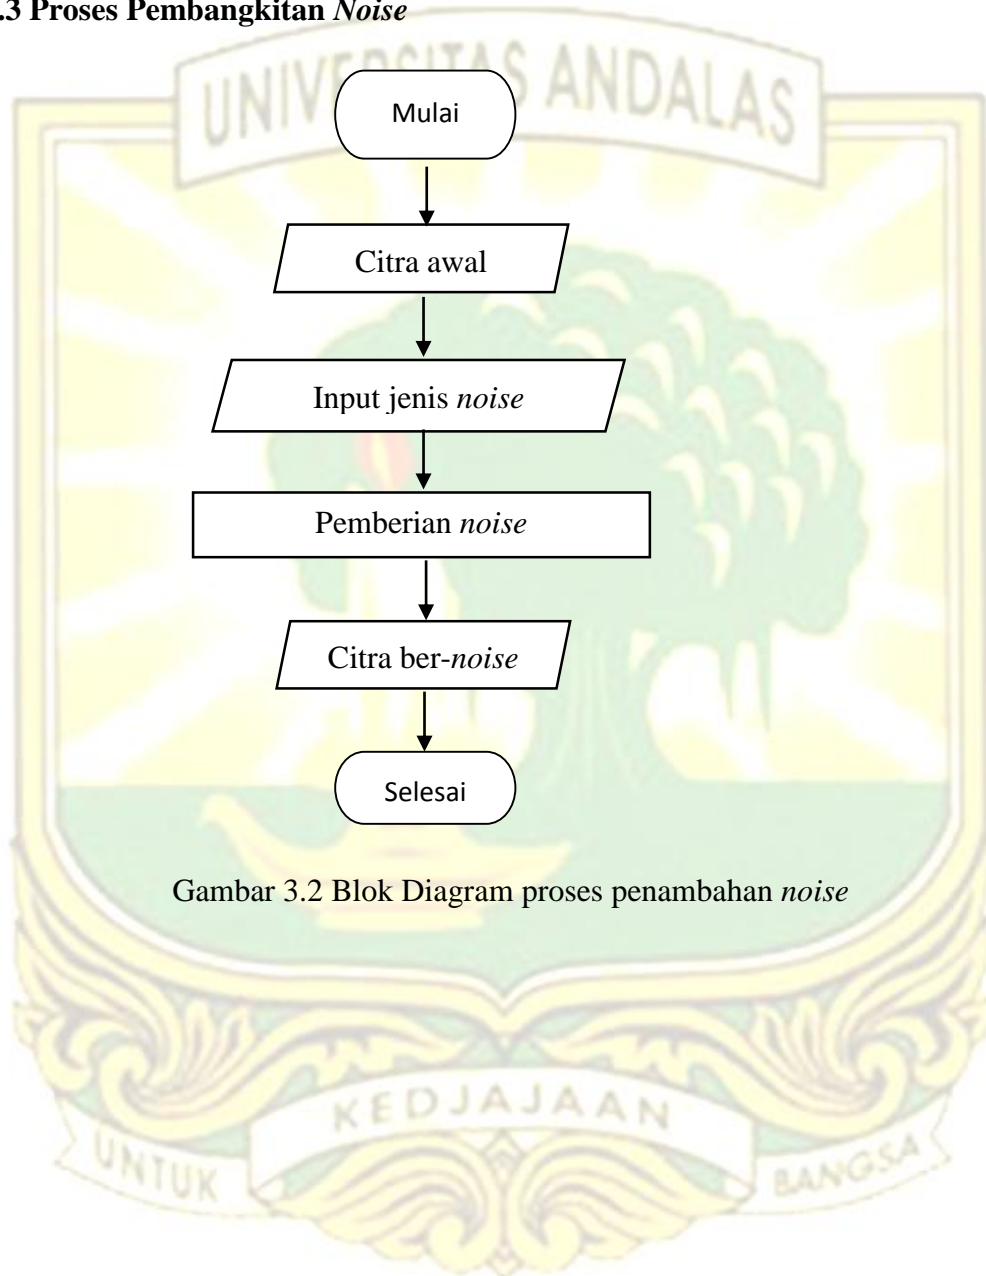 .3 Proses Pembangkitan Noise
UNIVERSITAS ANDALAS
Mulai
Citra awal
Input jenis noise
Pemberian noise
Citra ber-noise
Selesai
Gambar 3.2 Blok Diagram proses penambahan noise
KEDJAJAAN
UNTUK
BANGSA